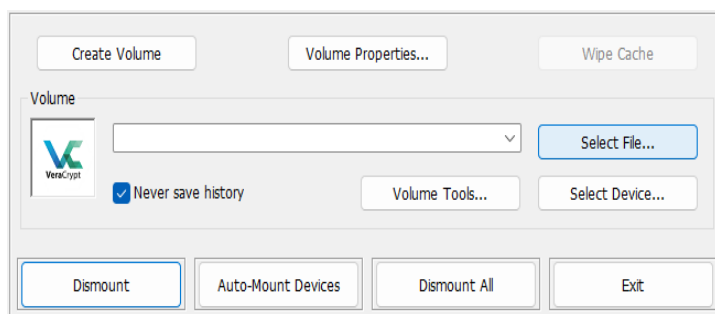 Create Volume Volume Properties... Wipe Cache
Volume
Select File...
VeraCrypt
Never save history Volume Tools... Select Device...
Dismount Auto-Mount Devices Dismount All Exit